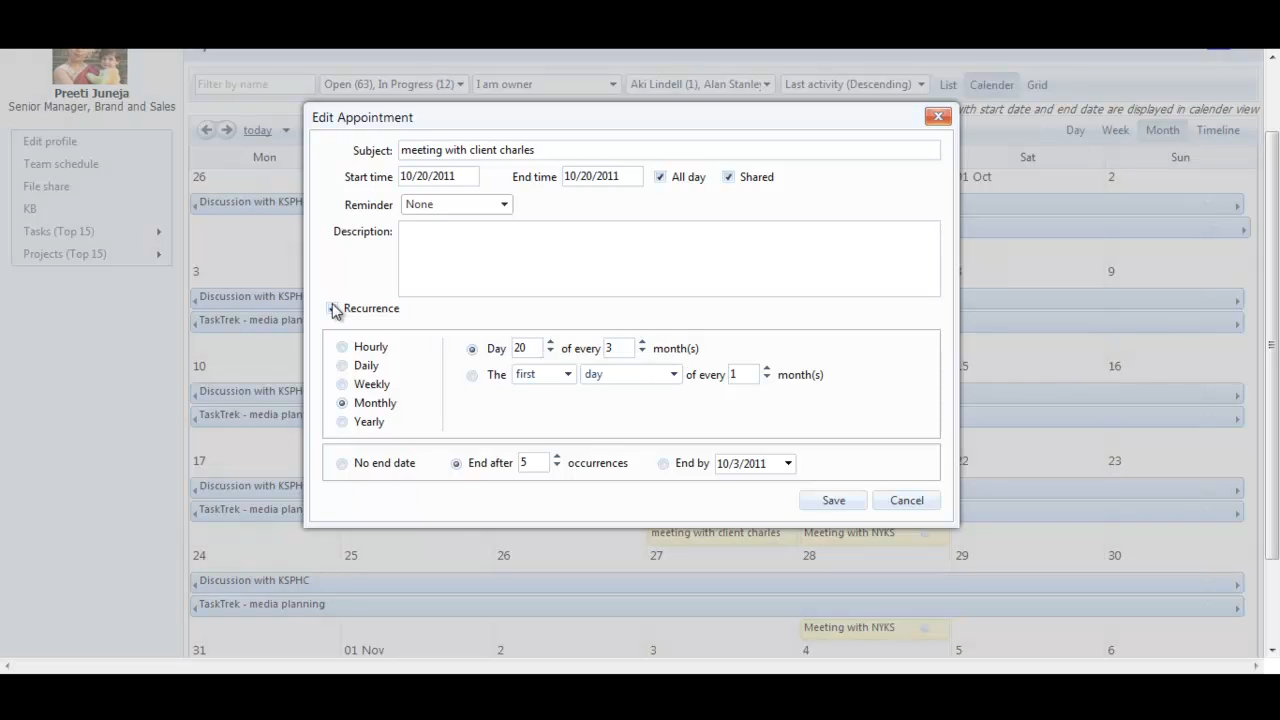 Preeti Juneja
Senior Manager, Brand and Sales
Edit profile
Team schedule
File share
KB
Tasks (Top 15)
Projects (Top 15)
Filter by name
Open (63), In Progress (12)
I am owner
Aki Lindell (1), Alan Stanley
Last activity (Descending)
List
Calender
Grid
with start date and end date are displayed in calender view
today
Day
Week
Month
Timeline
Mon
Sat
Sun
26
01 Oct
2
Discussion with KSPH
3
9
Discussion with KSPH
TaskTrek - media plan
10
15
16
Discussion with KSPH
TaskTrek - media plan
17
22
23
Discussion with KSPH
TaskTrek - media plan
meeting with client charles
Meeting with NYKS
24
25
26
27
28
29
30
Discussion with KSPHC
TaskTrek - media planning
Meeting with NYKS
31
01 Nov
2
3
4
5
6
Edit Appointment
Subject: meeting with client charles
Start time 10/20/2011 End time 10/20/2011 All day Shared
Reminder None
Description:
Recurrence
Hourly
Daily
Weekly
Monthly
Yearly
Day 20 of every 3 month(s)
The first day of every 1 month(s)
No end date End after 5 occurrences End by 10/3/2011
Save Cancel